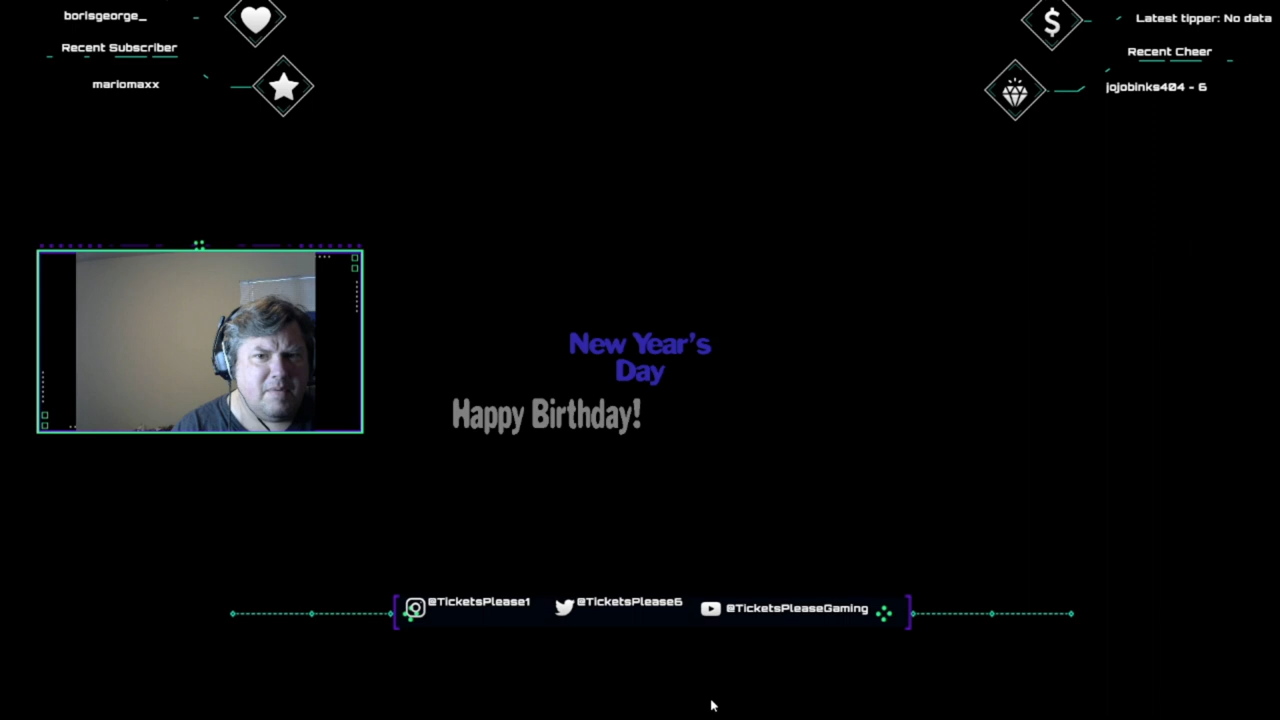 borisgeorge_
Recent Subscriber
mariomaxx
Latest tipper: No data
Recent Cheer
jojobinks404 - 6
New Year's
Day
Happy Birthday!
@TicketsPlease1
@TicketsPlease6
@TicketsPleaseGaming